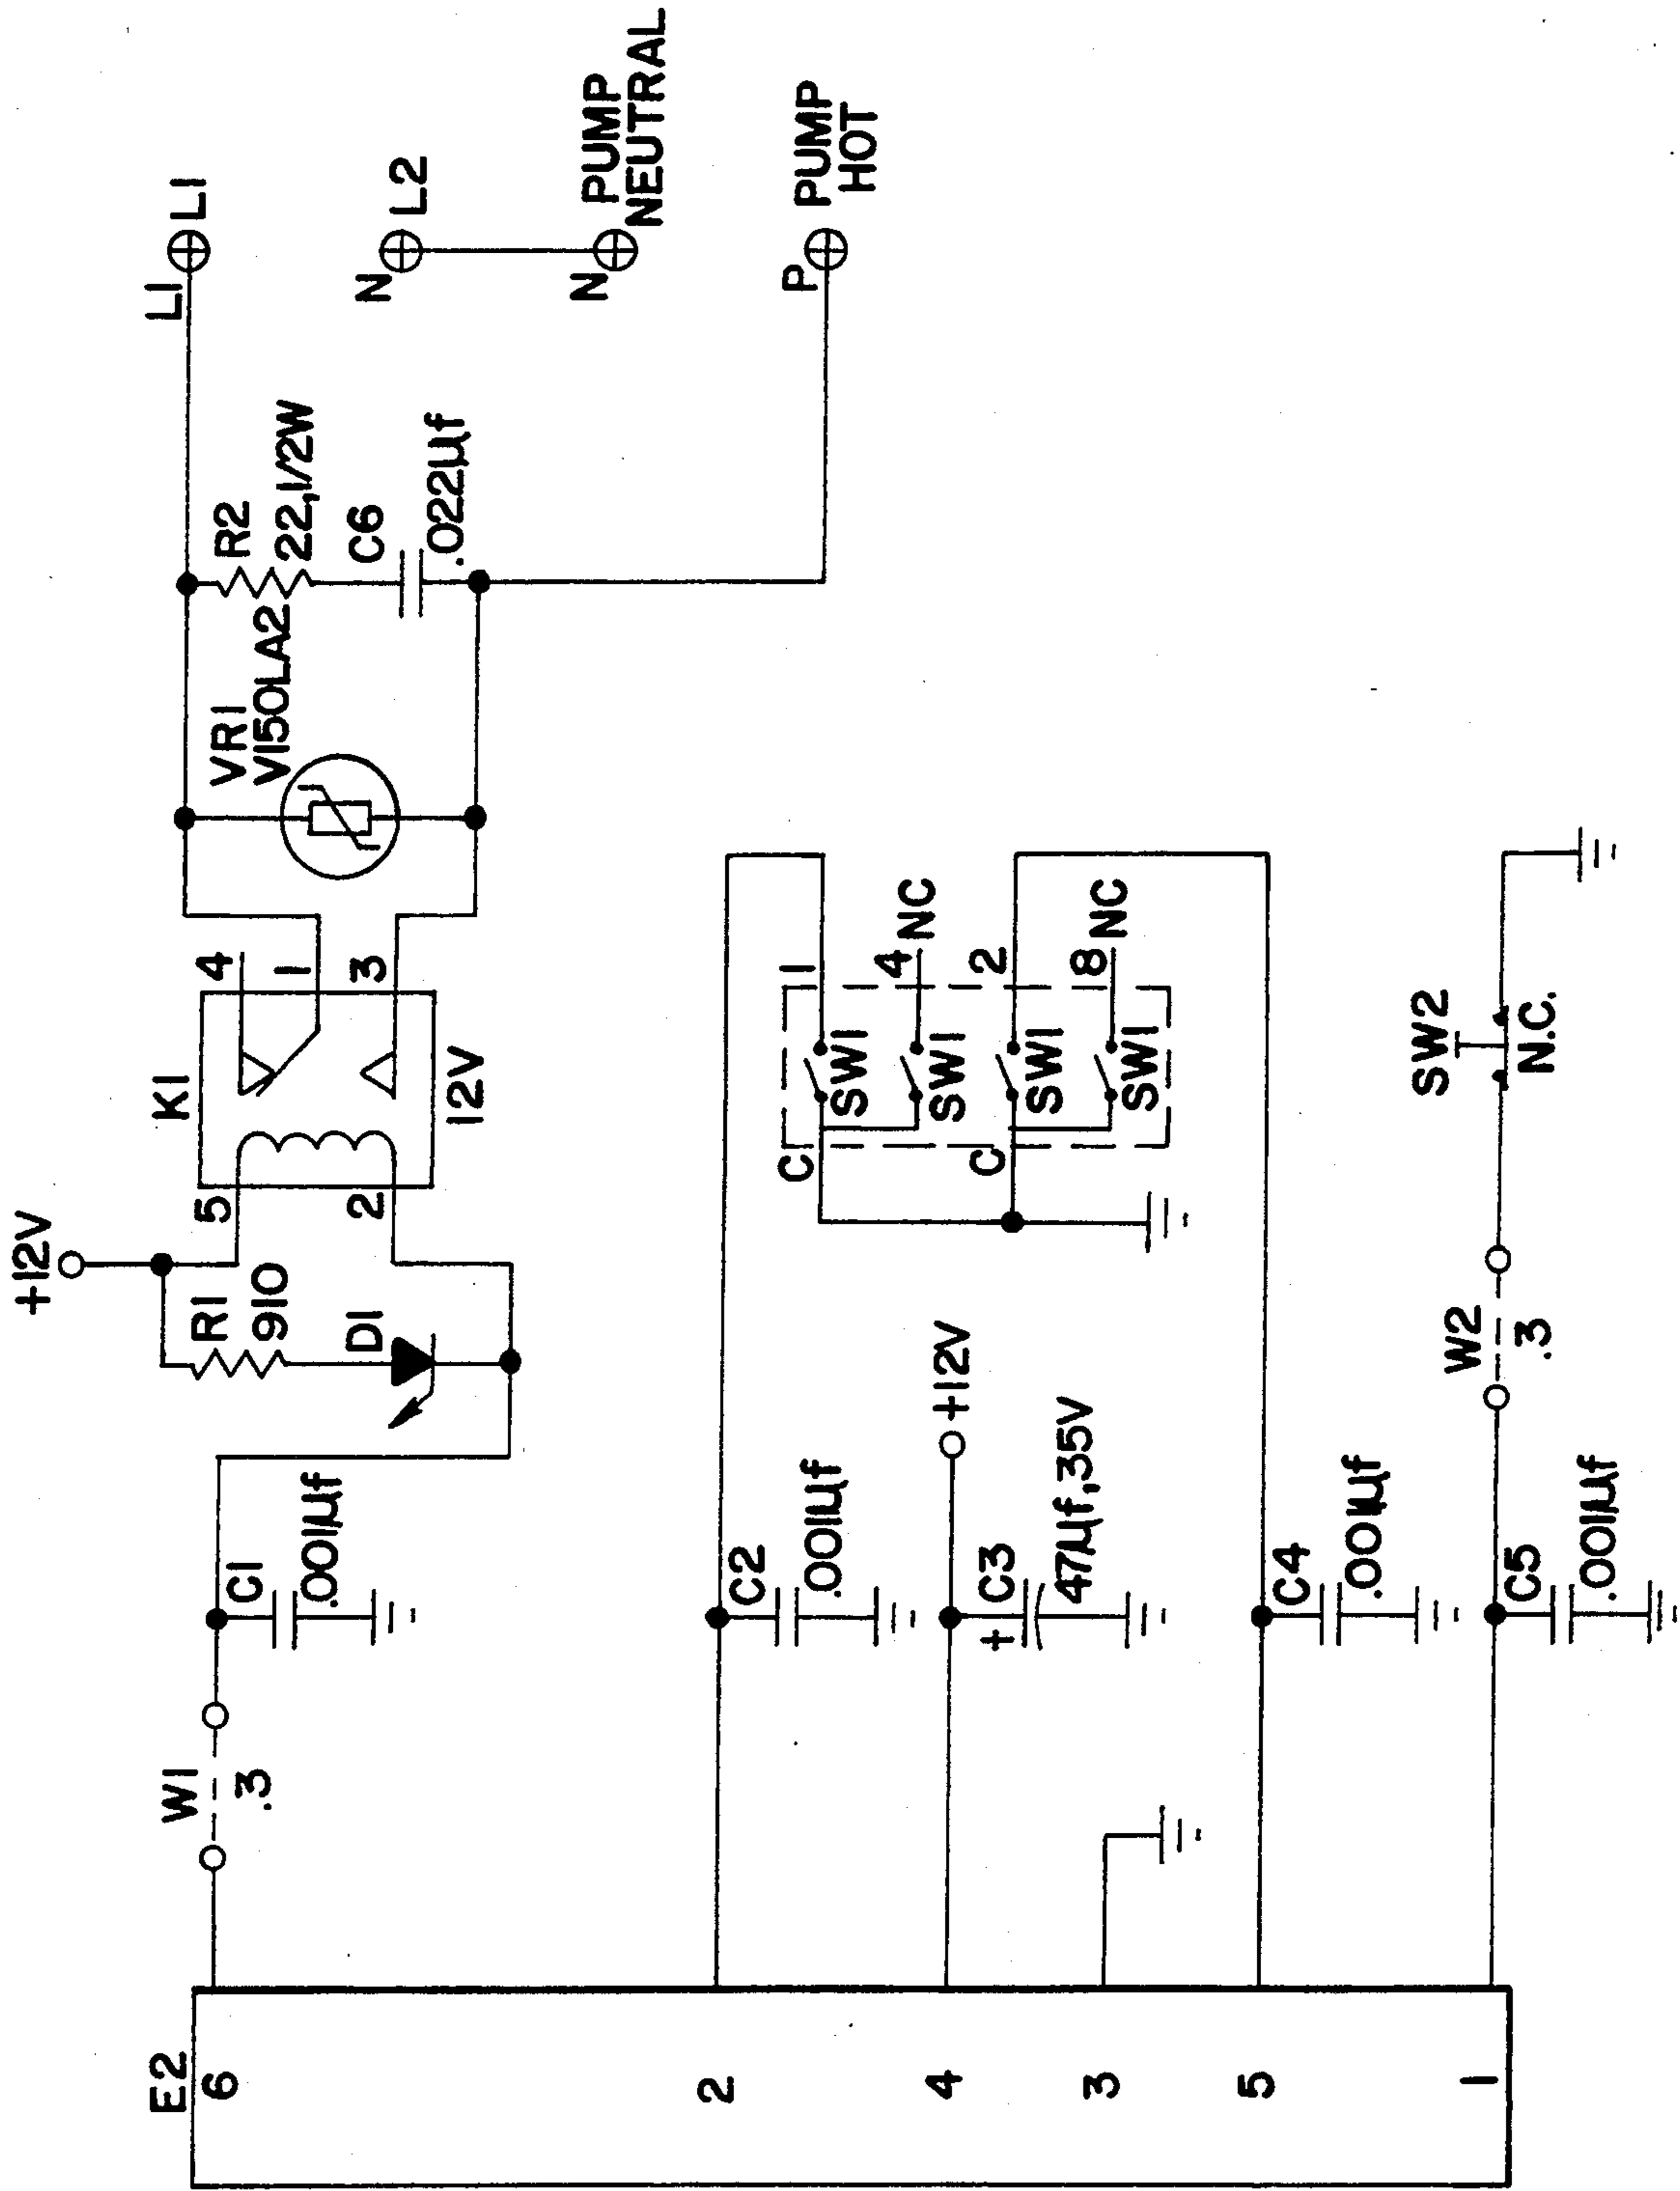 +12V
K1
5
4
1
2
3
12V
R1
910
D1
VR1
V150LA2
R2
22,1/2W
C6
.022µf
L1
L1
N
L2
N
PUMP
NEUTRAL
P
PUMP
HOT
W1
.3
C1
.001µf
E2
6
2
4
3
5
1
C2
.001µf
+12V
+
C3
47µf,35V
C4
.001µf
C5
.001µf
C
SW1
1
SW1
4
NC
C
SW1
2
SW1
8
NC
W2
.3
SW2
N.C.